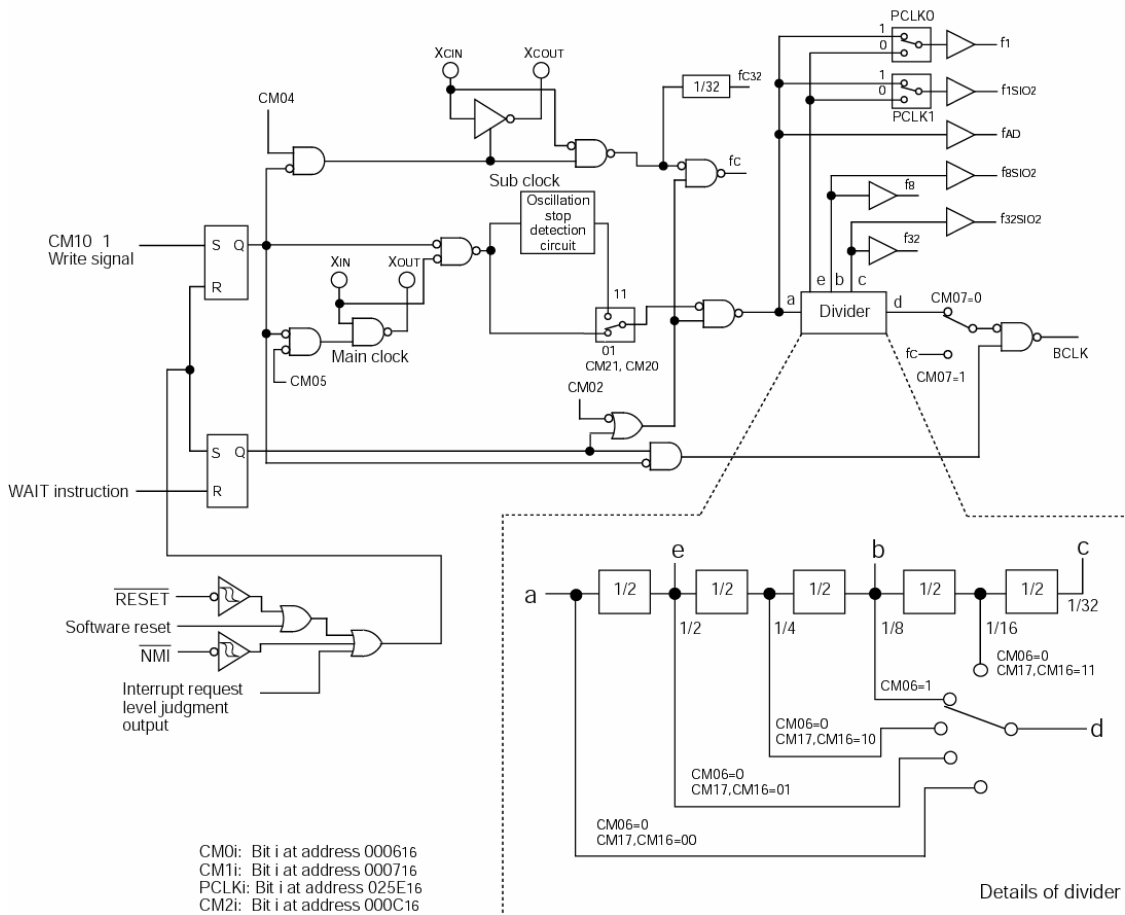 PCLK0
1
0
f1
XCIN
XCOUT
1
0
f1SIO2
PCLK1
1/32
fC32
CM04
fAD
fC
f8SIO2
f8
Sub clock
Oscillation
stop
detection
circuit
f32SIO2
f32
CM10 1
Write signal
S
Q
R
XIN
XOUT
11
e
b
c
a
Divider
d
CM07=0
01
CM21, CM20
Main clock
CM05
fC
CM07=1
BCLK
CM02
S
Q
R
WAIT instruction
RESET
Software reset
NMI
Interrupt request
level judgment
output
e
b
c
a
1/2
1/2
1/2
1/2
1/2
1/2
1/4
1/8
1/16
1/32
CM06=0
CM17,CM16=11
CM06=1
CM06=0
CM17,CM16=10
d
CM06=0
CM17,CM16=01
CM06=0
CM17,CM16=00
CM0i: Bit i at address 000616
CM1i: Bit i at address 000716
PCLKi: Bit i at address 025E16
CM2i: Bit i at address 000C16
Details of divider